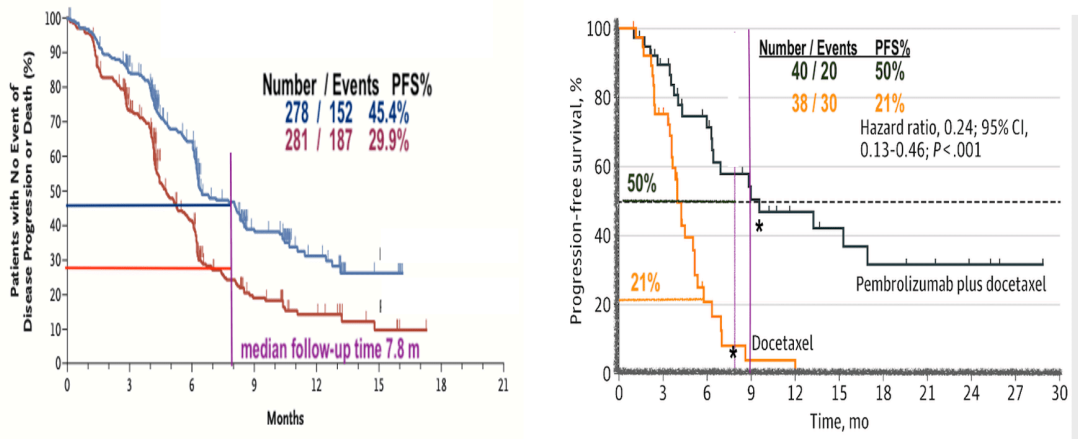 Patients with No Event of
Disease Progression or Death (%)
100
90
80
70
60
50
40
30
20
10
0
Number / Events PFS%
278 / 152 45.4%
281 / 187 29.9%
median follow-up time 7.8 m
0 3 6 9 12 15 18 21
Months
Progression-free survival, %
100
80
60
40
20
0
Number / Events PFS%
40 / 20 50%
38 / 30 21%
Hazard ratio, 0.24; 95% CI,
0.13-0.46; P<.001
50%
*
Pembrolizumab plus docetaxel
21%
Docetaxel
*
0 3 6 9 12 15 18 21 24 27 30
Time, mo